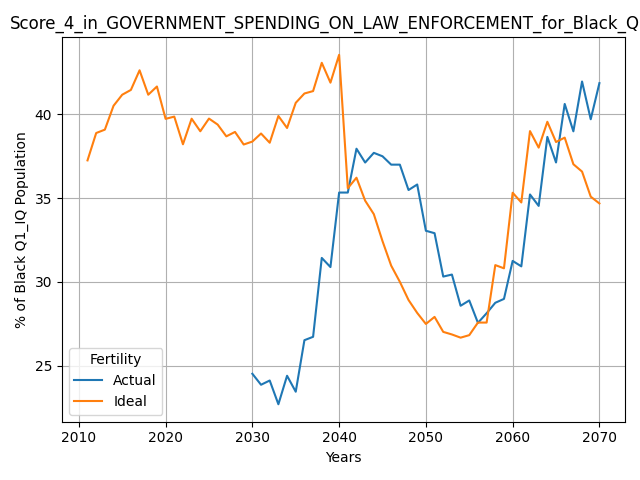 Score_4_in_GOVERNMENT_SPENDING_ON_LAW_ENFORCEMENT_for_Black_Q
% of Black Q1_IQ Population
40
35
30
25
Fertility
Actual
Ideal
2010 2020 2030 2040 2050 2060 2070
Years